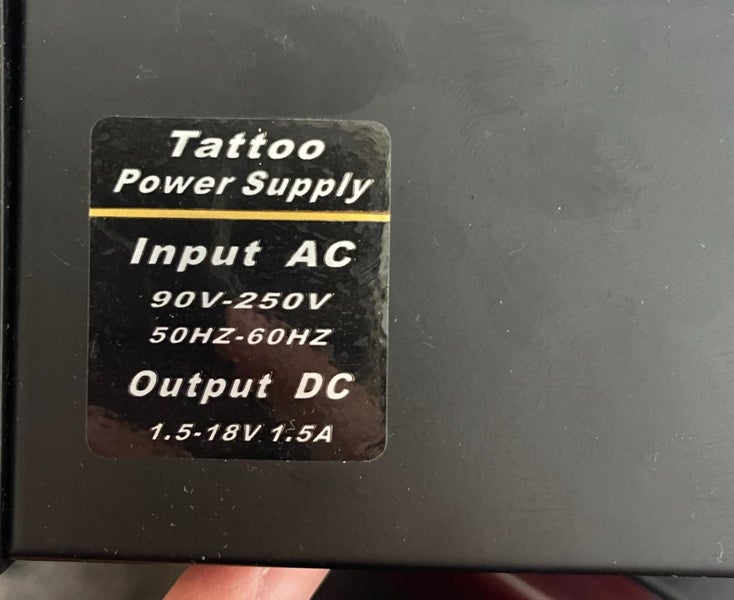 Tattoo
Power Supply
Input AC
90V-250V
50HZ-60HZ
Output DC
1.5-18V 1.5A